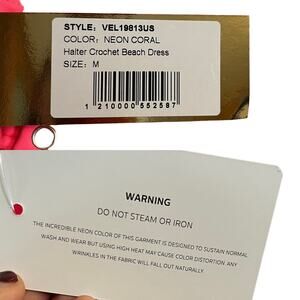 STYLE: VEL19813US
COLOR: NEON CORAL
Halter Crochet Beach Dress
SIZE: M
1 210000 552587
WARNING
DO NOT STEAM OR IRON
THE INCREDIBLE NEON COLOR OF THIS GARMENT IS DESIGNED TO SUSTAIN NORMAL
WASH AND WEAR BUT USING HIGH HEAT MAY CAUSE COLOR DISTORTION. ANY
WRINKLES IN THE FABRIC WILL FALL OUT NATURALLY.